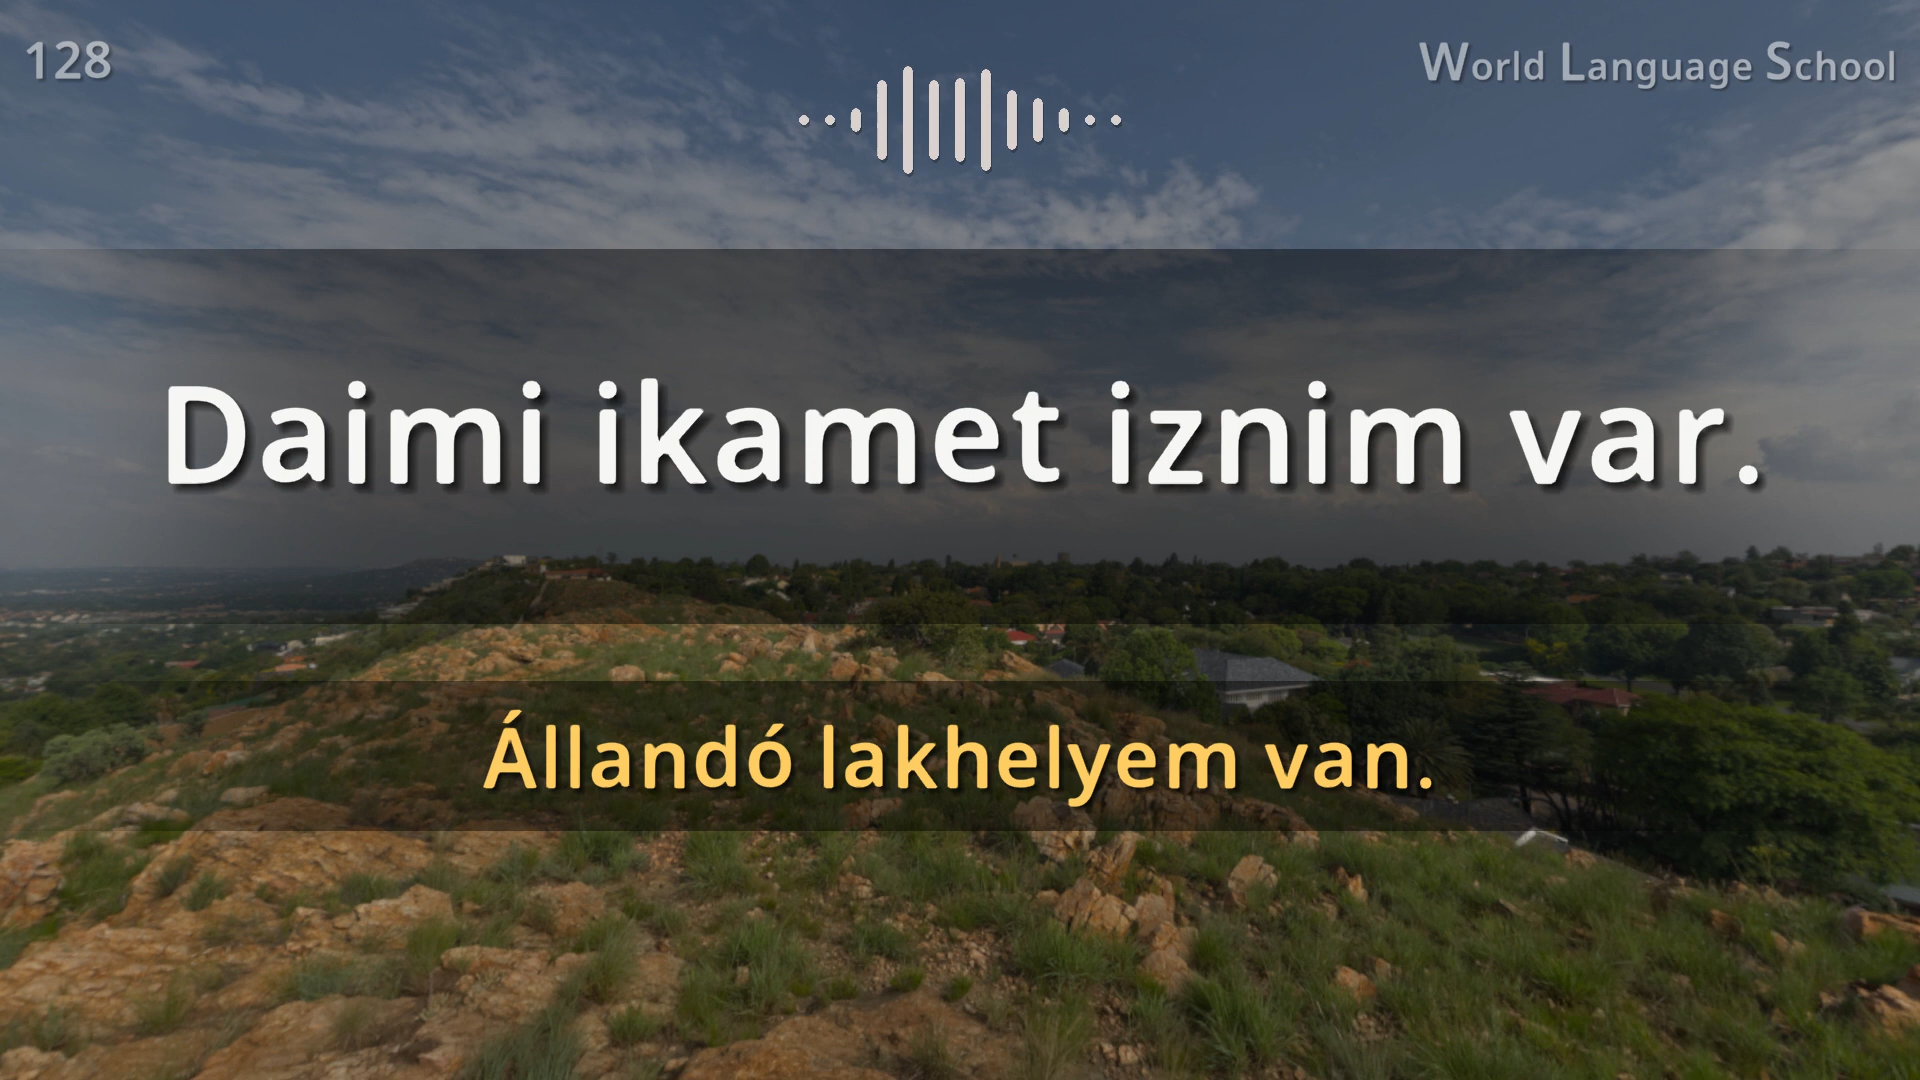 128
World Language School
Daimi ikamet iznim var.
Állandó lakhelyem van.